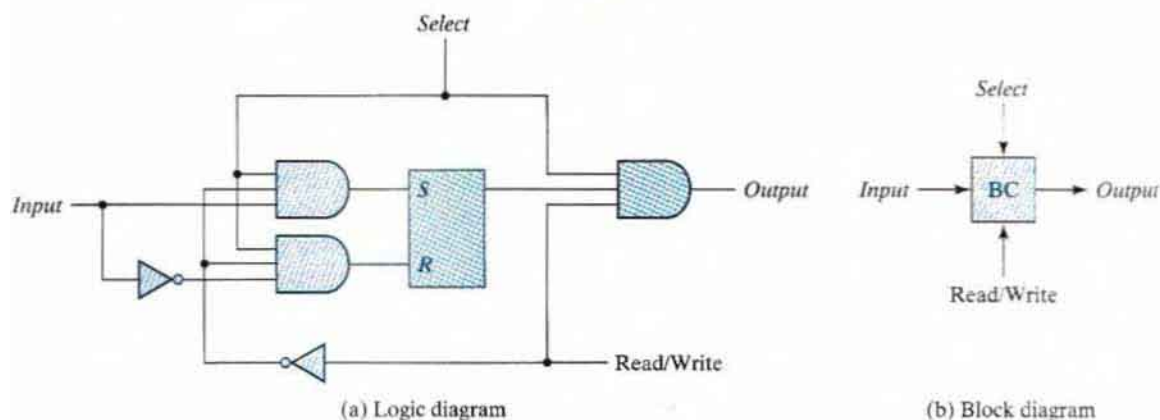 Select
Input
S
R
Output
Read/Write
(a) Logic diagram
Select
Input
BC
Output
Read/Write
(b) Block diagram